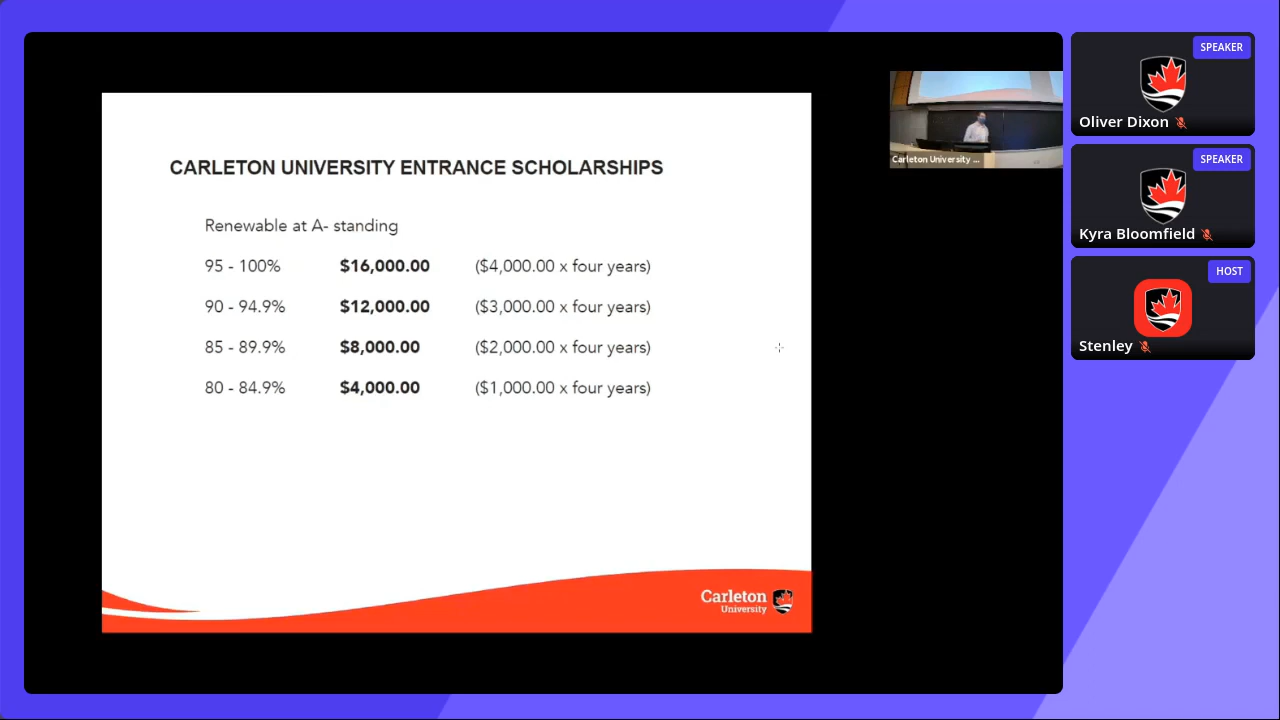 CARLETON UNIVERSITY ENTRANCE SCHOLARSHIPS
Renewable at A- standing
95 - 100% $16,000.00 ($4,000.00 x four years)
90 - 94.9% $12,000.00 ($3,000.00 x four years)
85 - 89.9% $8,000.00 ($2,000.00 x four years)
80 - 84.9% $4,000.00 ($1,000.00 x four years)
Carleton
University
Carleton University ...
SPEAKER
Oliver Dixon
SPEAKER
Kyra Bloomfield
HOST
Stenley